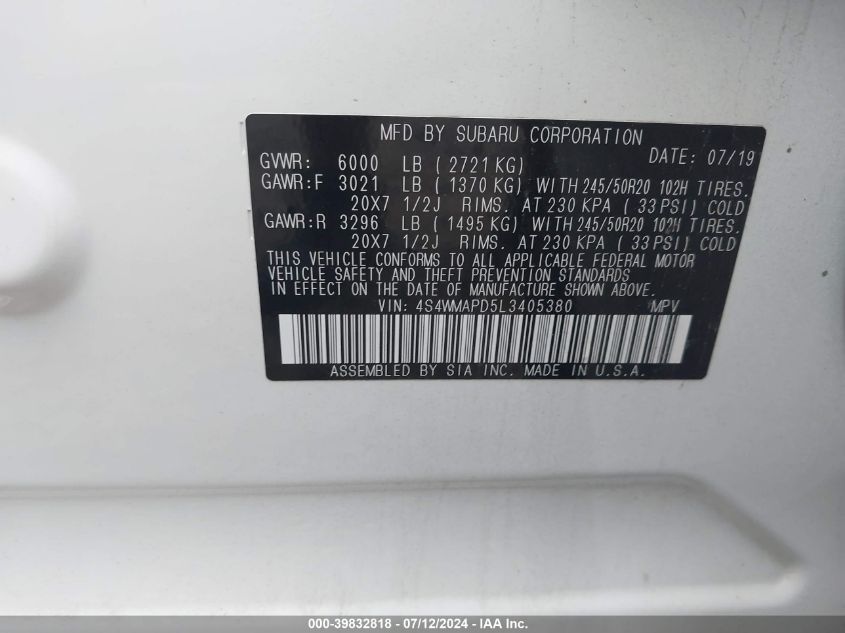 MFD BY SUBARU CORPORATION
GVWR: 6000 LB ( 2721 KG) DATE: 07/19
GAWR:F 3021 LB ( 1370 KG) WITH 245/50R20 102H TIRES.
20X7 1/2J RIMS. AT 230 KPA ( 33 PSI) COLD
GAWR:R 3296 LB ( 1495 KG) WITH 245/50R20 102H TIRES.
20X7 1/2J RIMS. AT 230 KPA ( 33 PSI) COLD
THIS VEHICLE CONFORMS TO ALL APPLICABLE FEDERAL MOTOR
VEHICLE SAFETY AND THEFT PREVENTION STANDARDS
IN EFFECT ON THE DATE OF MANUFACTURE SHOWN ABOVE.
VIN: 4S4WMAPD5L3405380 MPV
ASSEMBLED BY SIA INC. MADE IN U.S.A.
000-39832818 - 07/12/2024 - IAA Inc.